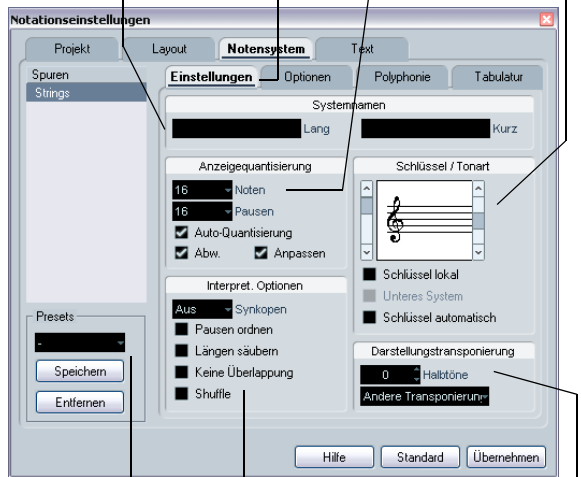 Notationseinstellungen
Projekt Layout Notensystem Text
Spuren
Strings
Einstellungen Optionen Polyphonie Tabulatur
Systemnamen
Lang Kurz
Anzeigequantisierung
16 Noten
16 Pausen
Auto-Quantisierung
Abw. Anpassen
Schlüssel / Tonart
Schlüssel lokal
Unteres System
Schlüssel automatisch
Interpret. Optionen
Aus Synkopen
Pausen ordnen
Längen säubern
Keine Überlappung
Shuffle
Darstellungstransponierung
0 Halbtöne
Andere Transponierun
Presets
-
Speichern
Entfernen
Hilfe Standard Übernehmen